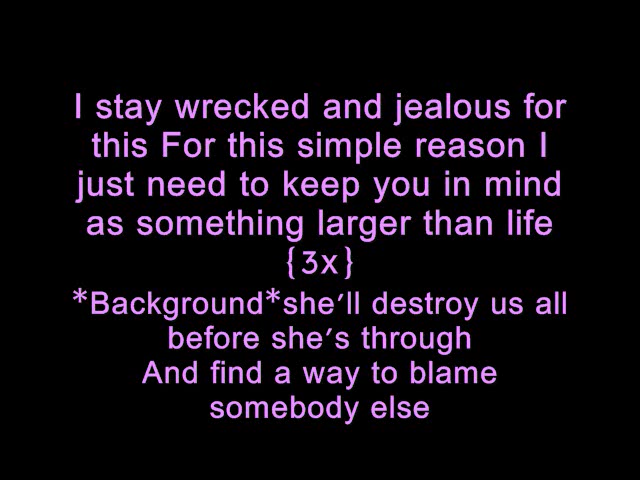 I stay wrecked and jealous for
this For this simple reason I
just need to keep you in mind
as something larger than life
{3x}
*Background*she'll destroy us all
before she's through
And find a way to blame
somebody else